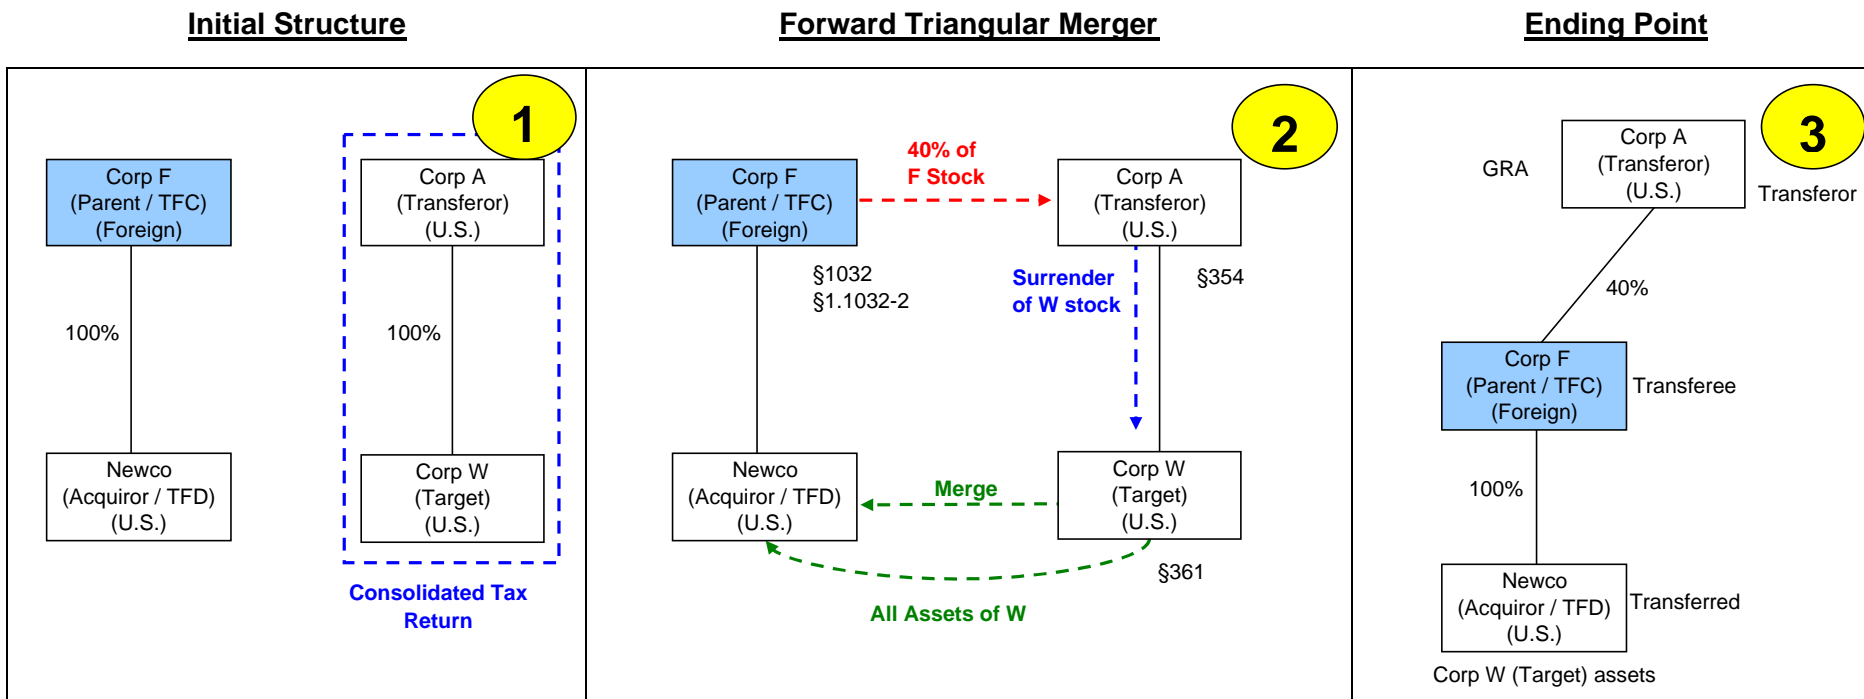 Initial Structure
Forward Triangular Merger
Ending Point
1
Corp F
(Parent / TFC)
(Foreign)
Corp A
(Transferor)
(U.S.)
100%
100%
Newco
(Acquiror / TFD)
(U.S.)
Corp W
(Target)
(U.S.)
Consolidated Tax
Return
2
Corp F
(Parent / TFC)
(Foreign)
40% of
F Stock
Corp A
(Transferor)
(U.S.)
§1032
§1.1032-2
Surrender
of W stock
§354
Newco
(Acquiror / TFD)
(U.S.)
Merge
Corp W
(Target)
(U.S.)
§361
All Assets of W
3
GRA
Corp A
(Transferor)
(U.S.)
Transferor
40%
Corp F
(Parent / TFC)
(Foreign)
Transferee
100%
Newco
(Acquiror / TFD)
(U.S.)
Transferred
Corp W (Target) assets